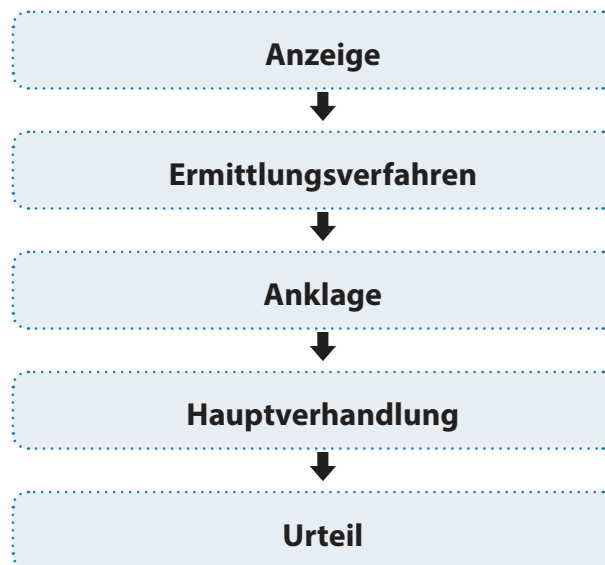 Anzeige
Ermittlungsverfahren
Anklage
Hauptverhandlung
Urteil